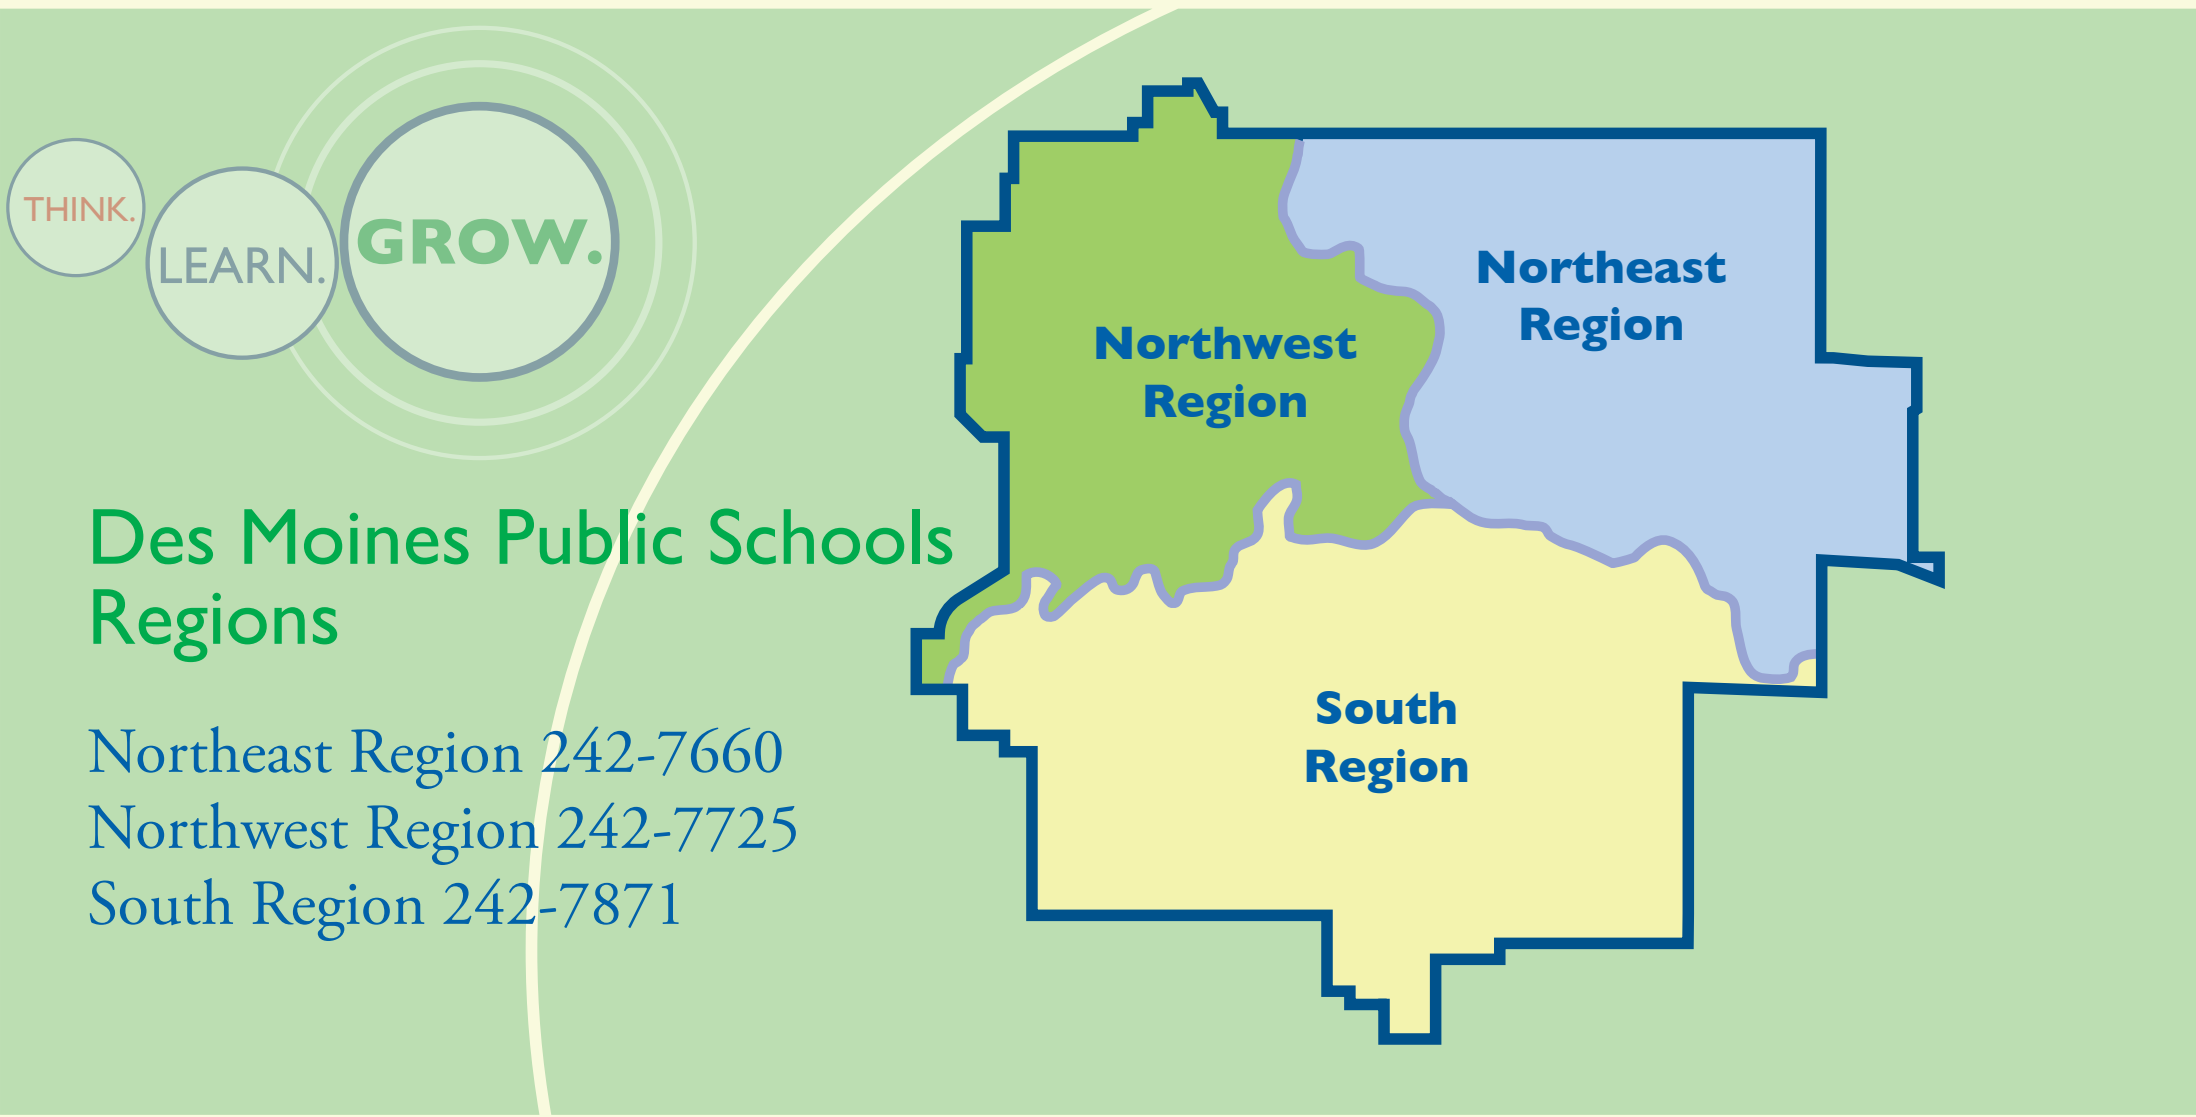 THINK.
LEARN.
GROW.
Des Moines Public Schools
Regions
Northeast Region 242-7660
Northwest Region 242-7725
South Region 242-7871
Northwest
Region
Northeast
Region
South
Region